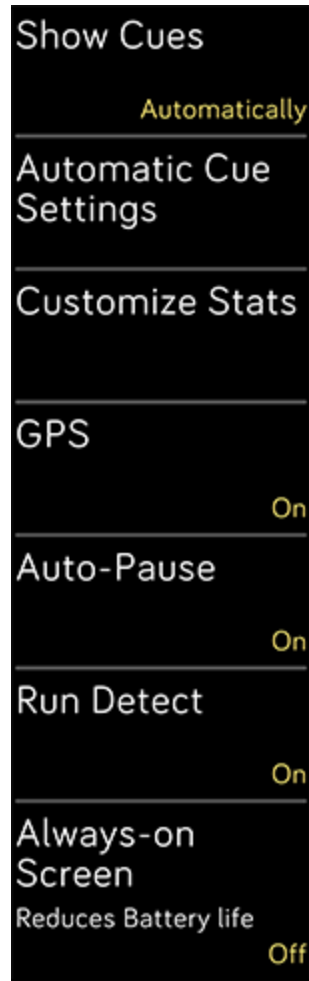 Show Cues
Automatically
Automatic Cue
Settings
Customize Stats
GPS
On
Auto-Pause
On
Run Detect
On
Always-on
Screen
Reduces Battery life
Off